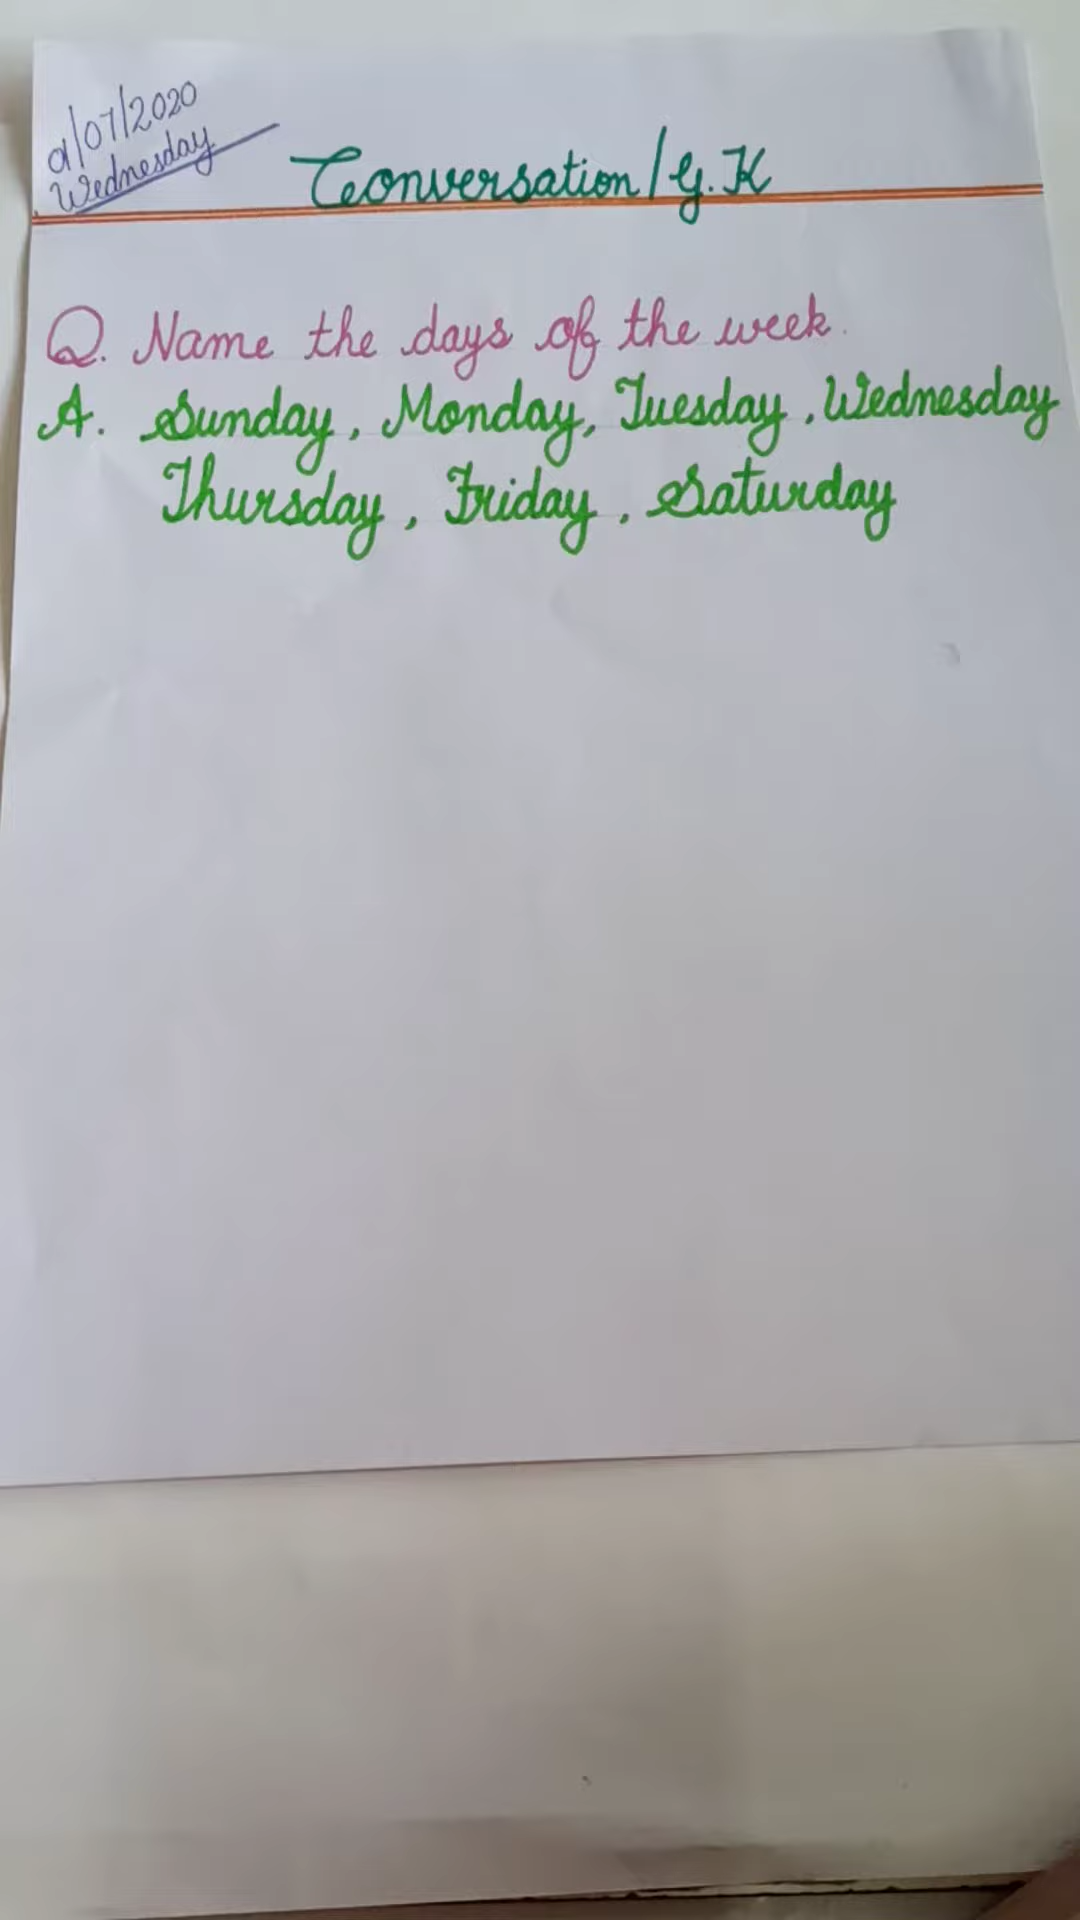 01/07/2020
Wednesday
Conversation/G.K
Q. Name the days of the week.
A. Sunday, Monday, Tuesday, Wednesday
Thursday, Friday, Saturday